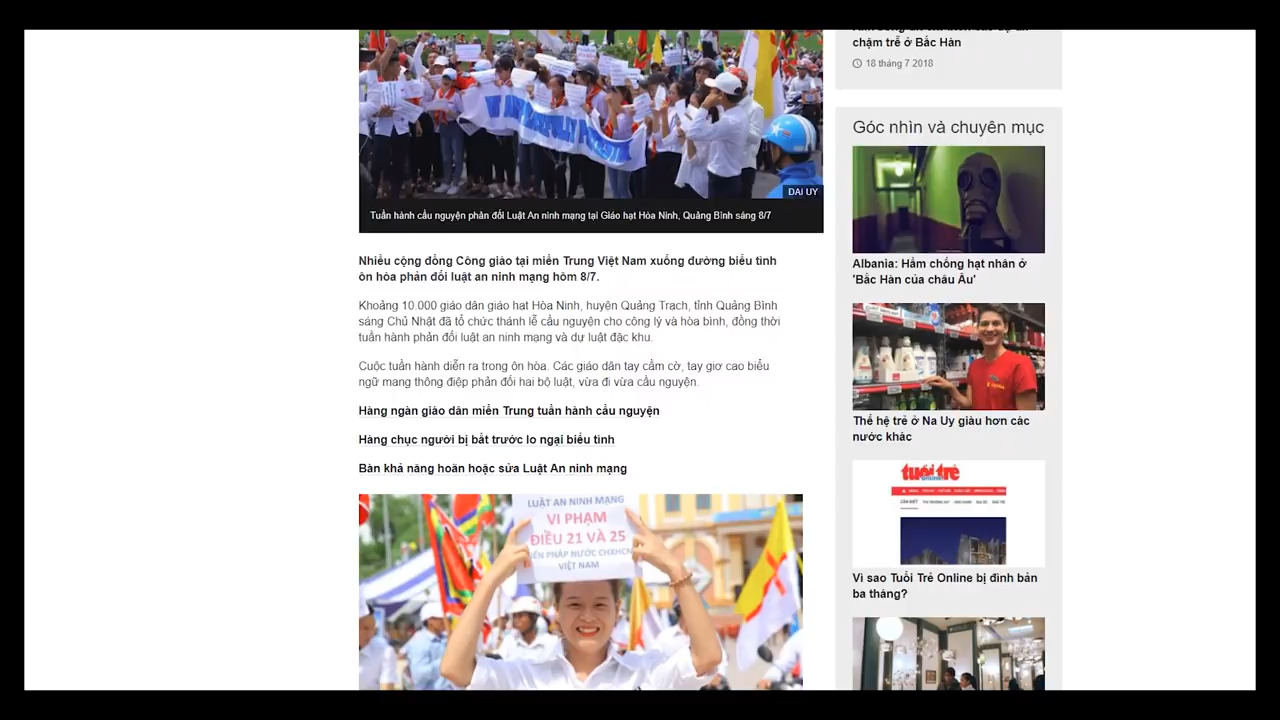 DAI UY
Tuần hành cầu nguyện phản đối Luật An ninh mạng tại Giáo hạt Hòa Ninh, Quảng Bình sáng 8/7
Nhiều cộng đồng Công giáo tại miền Trung Việt Nam xuống đường biểu tình
ôn hòa phản đối luật an ninh mạng hôm 8/7.
Khoảng 10.000 giáo dân giáo hạt Hòa Ninh, huyện Quảng Trạch, tỉnh Quảng Bình
sáng Chủ Nhật đã tổ chức thánh lễ cầu nguyện cho công lý và hòa bình, đồng thời
tuần hành phản đối luật an ninh mạng và dự luật đặc khu.
Cuộc tuần hành diễn ra trong ôn hòa. Các giáo dân tay cầm cờ, tay giơ cao biểu
ngữ mang thông điệp phản đối hai bộ luật, vừa đi vừa cầu nguyện.
Hàng ngàn giáo dân miền Trung tuần hành cầu nguyện
Hàng chục người bị bắt trước lo ngại biểu tình
Bàn khả năng hoãn hoặc sửa Luật An ninh mạng
LUẬT AN NINH MẠNG
VI PHẠM
ĐIỀU 21 VÀ 25
HIẾN PHÁP NƯỚC CHXHCN
VIỆT NAM
chậm trễ ở Bắc Hàn
18 tháng 7 2018
Góc nhìn và chuyên mục
Albania: Hầm chống hạt nhân ở
'Bắc Hàn của châu Âu'
Thế hệ trẻ ở Na Uy giàu hơn các
nước khác
tuổi trẻ
Vì sao Tuổi Trẻ Online bị đình bản
ba tháng?